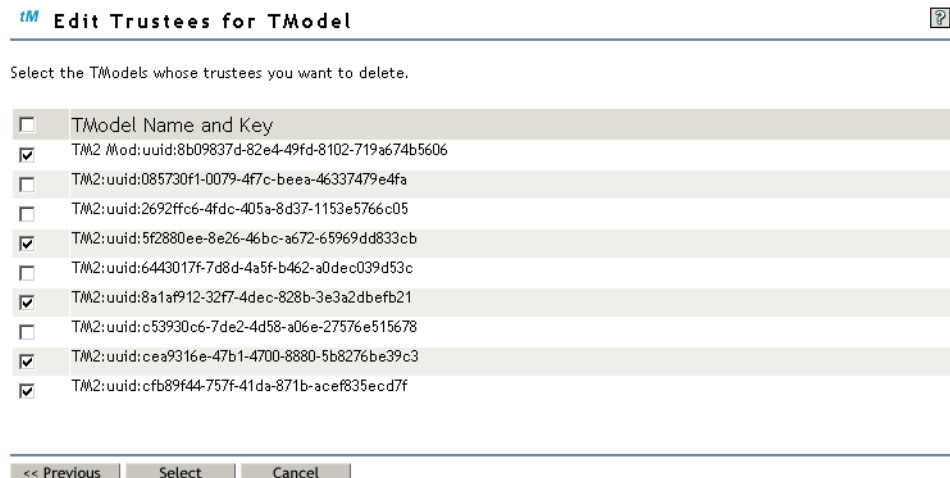 tM Edit Trustees for TModel ?
Select the TModels whose trustees you want to delete.
TModel Name and Key
TM2 Mod:uuid:8b09837d-82e4-49fd-8102-719a674b5606
TM2:uuid:085730f1-0079-4f7c-beea-46337479e4fa
TM2:uuid:2692ffc6-4fdc-405a-8d37-1153e5766c05
TM2:uuid:5f2880ee-8e26-46bc-a672-65969dd833cb
TM2:uuid:6443017f-7d8d-4a5f-b462-a0dec039d53c
TM2:uuid:8a1af912-32f7-4dec-828b-3e3a2dbefb21
TM2:uuid:c53930c6-7de2-4d58-a06e-27576e515678
TM2:uuid:cea9316e-47b1-4700-8880-5b8276be39c3
TM2:uuid:cfb89f44-757f-41da-871b-acef835ecd7f
<< Previous Select Cancel